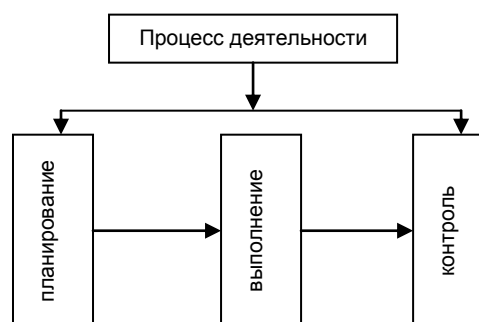 Процесс деятельности
планирование
выполнение
контроль